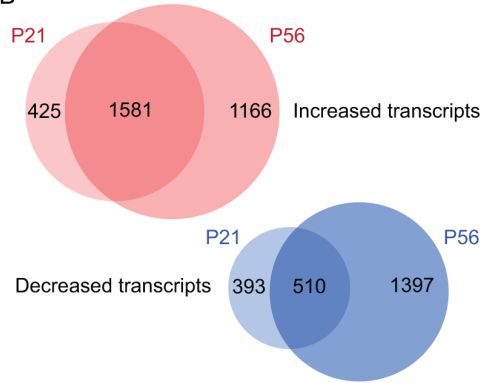 P21 P56
425 1581 1166 Increased transcripts
P21 P56
Decreased transcripts 393 510 1397